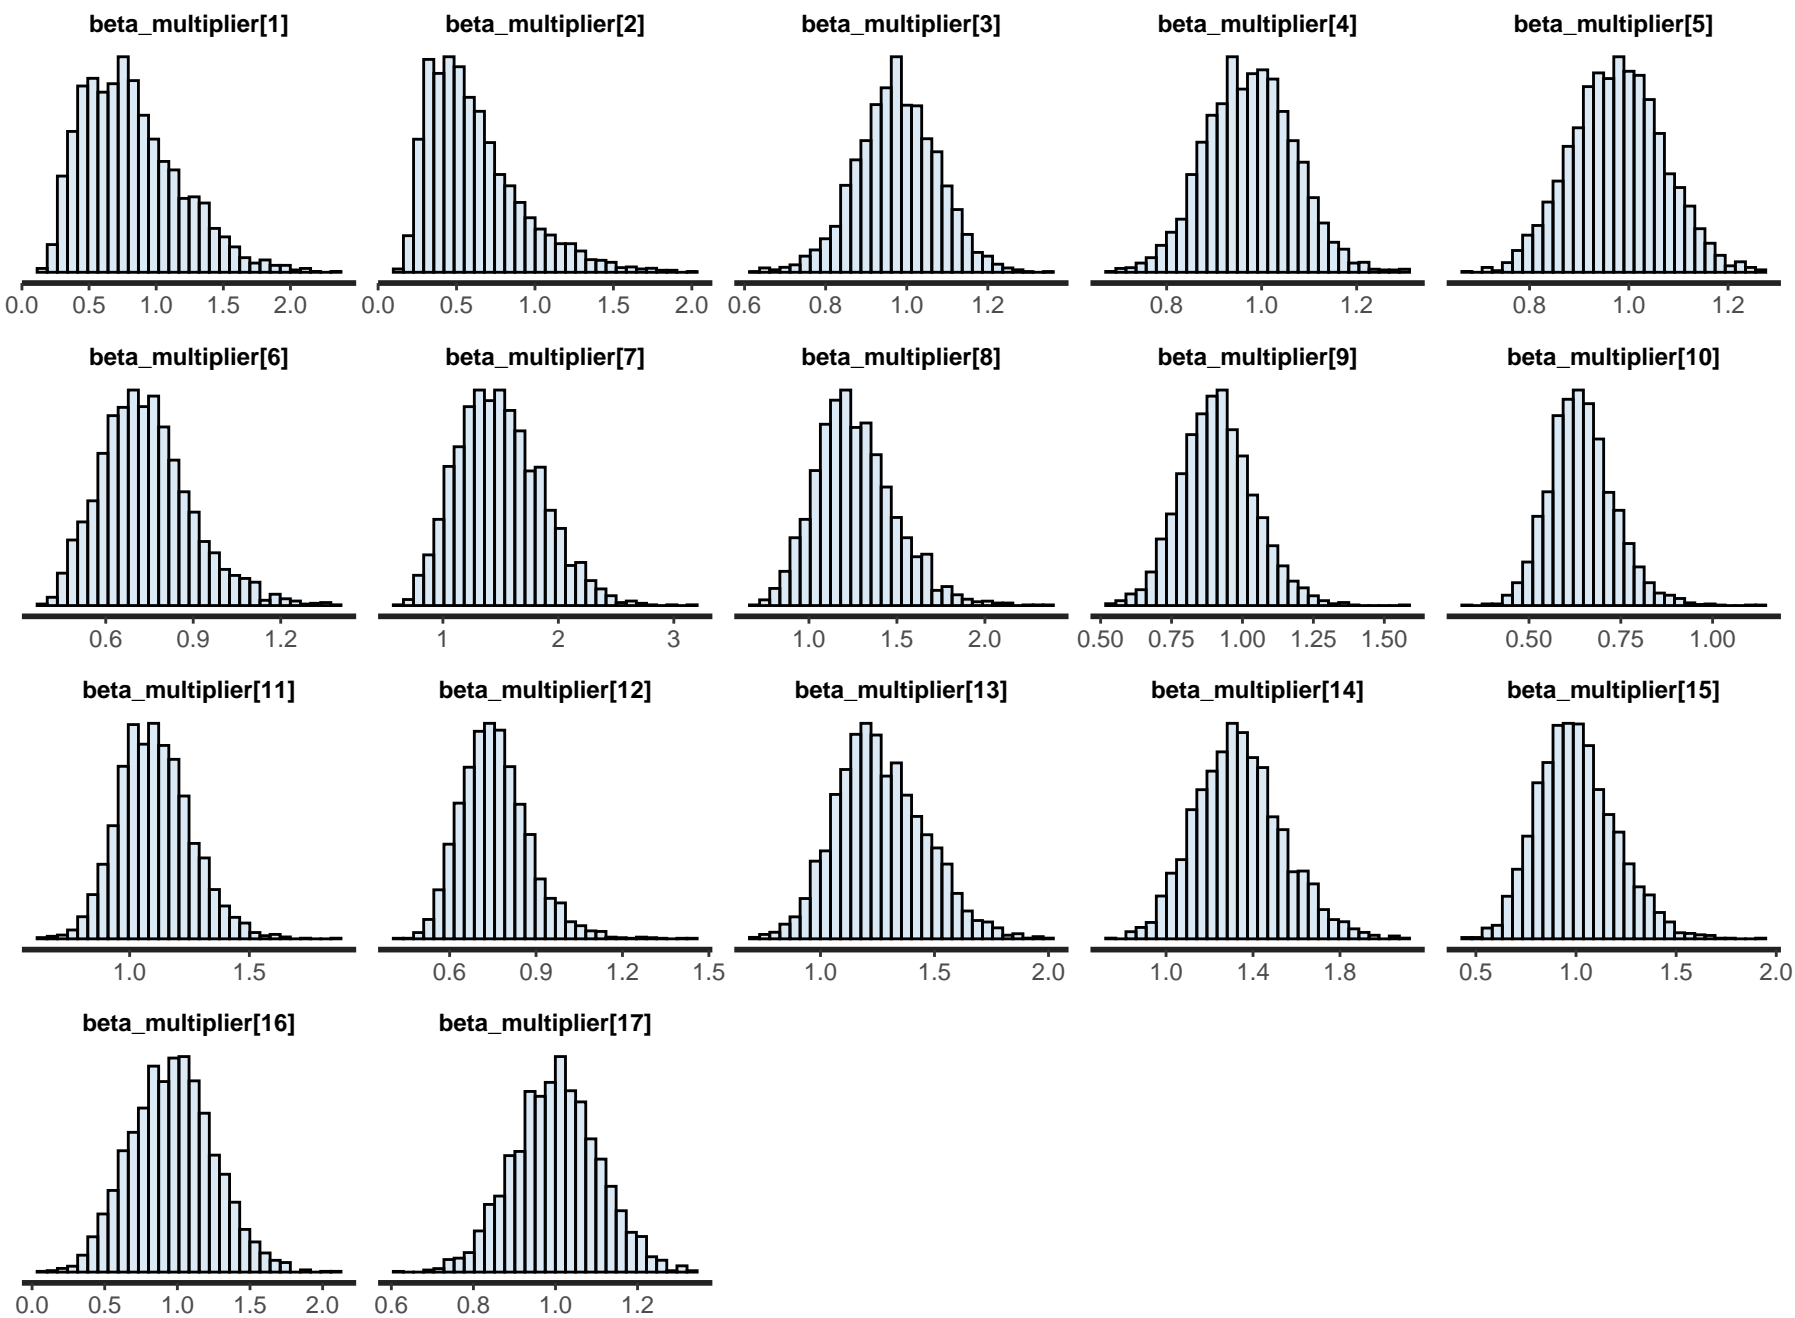 beta_multiplier[1] beta_multiplier[2] beta_multiplier[3] beta_multiplier[4] beta_multiplier[5]
0.0 0.5 1.0 1.5 2.0 0.0 0.5 1.0 1.5 2.0 0.6 0.8 1.0 1.2 0.8 1.0 1.2 0.8 1.0 1.2
beta_multiplier[6] beta_multiplier[7] beta_multiplier[8] beta_multiplier[9] beta_multiplier[10]
0.6 0.9 1.2 1 2 3 1.0 1.5 2.0 0.50 0.75 1.00 1.25 1.50 0.50 0.75 1.00
beta_multiplier[11] beta_multiplier[12] beta_multiplier[13] beta_multiplier[14] beta_multiplier[15]
1.0 1.5 0.6 0.9 1.2 1.5 1.0 1.5 2.0 1.0 1.4 1.8 0.5 1.0 1.5 2.0
beta_multiplier[16] beta_multiplier[17]
0.0 0.5 1.0 1.5 2.0 0.6 0.8 1.0 1.2